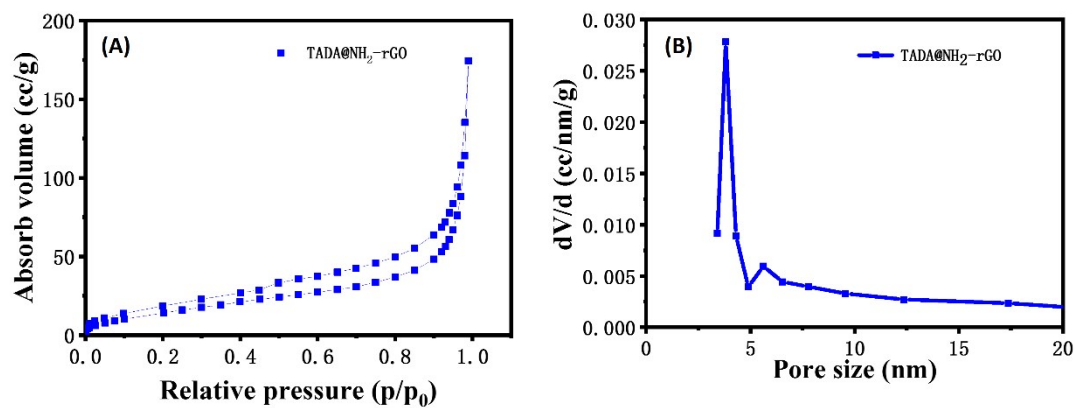 (A)
TADA@NH2-rGO
Absorb volume (cc/g)
200
150
100
50
0
0.0 0.2 0.4 0.6 0.8 1.0
Relative pressure (p/p0)
(B)
TADA@NH2-rGO
dV/d (cc/nm/g)
0.030
0.025
0.020
0.015
0.010
0.005
0.000
0 5 10 15 20
Pore size (nm)